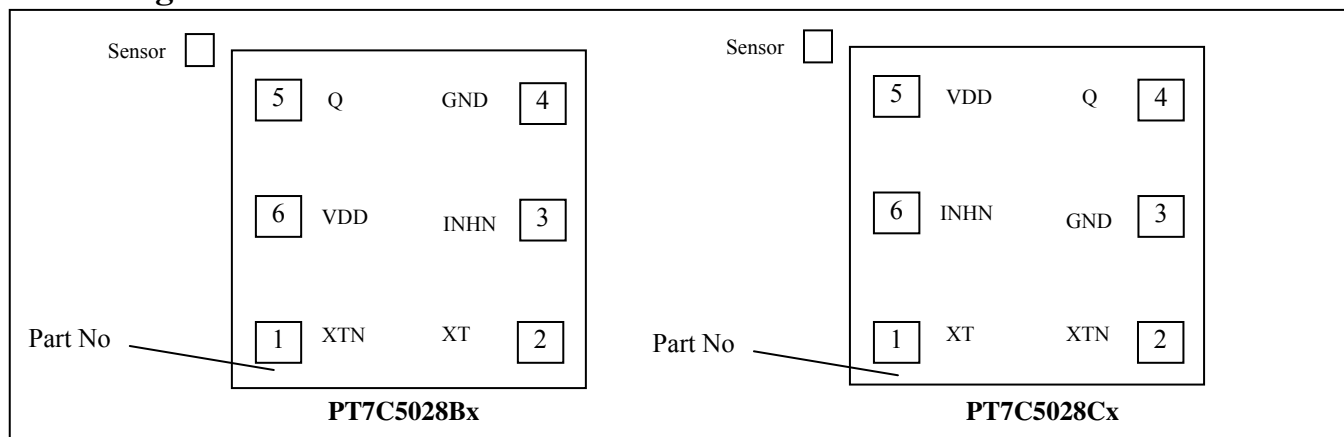 Sensor
5 Q GND 4
6 VDD INHN 3
1 XTN XT 2
Part No
PT7C5028Bx
Sensor
5 VDD Q 4
6 INHN GND 3
1 XT XTN 2
Part No
PT7C5028Cx